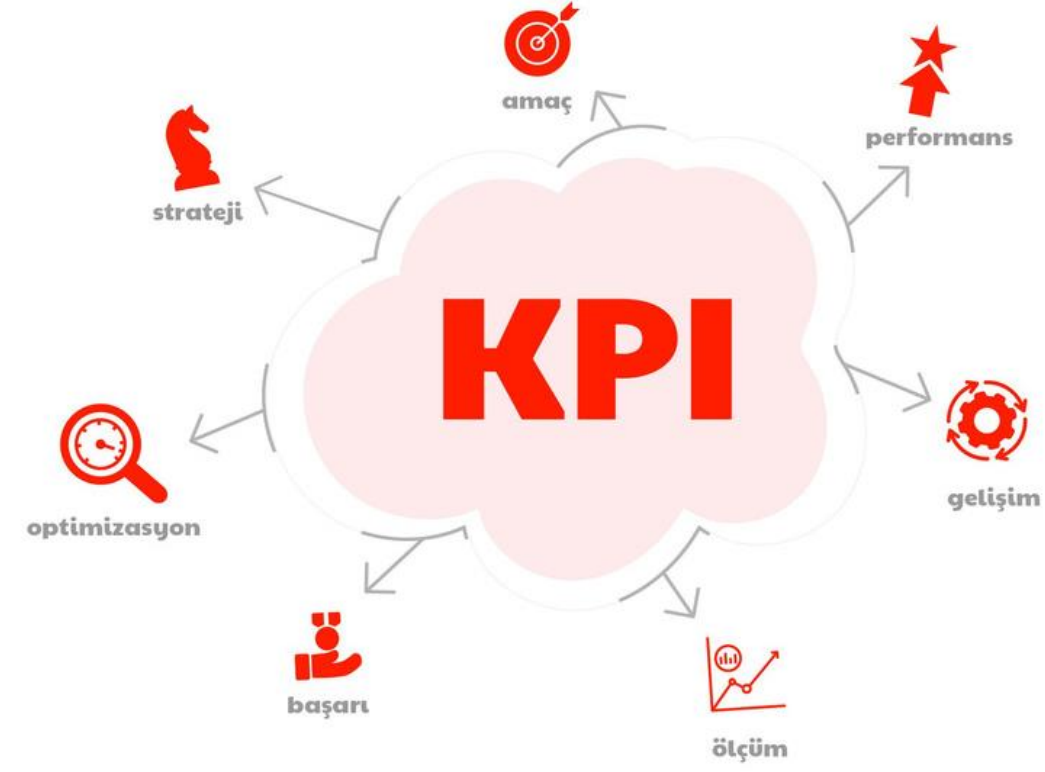 amaç
performans
strateji
KPI
gelişim
optimizasyon
başarı
ölçüm